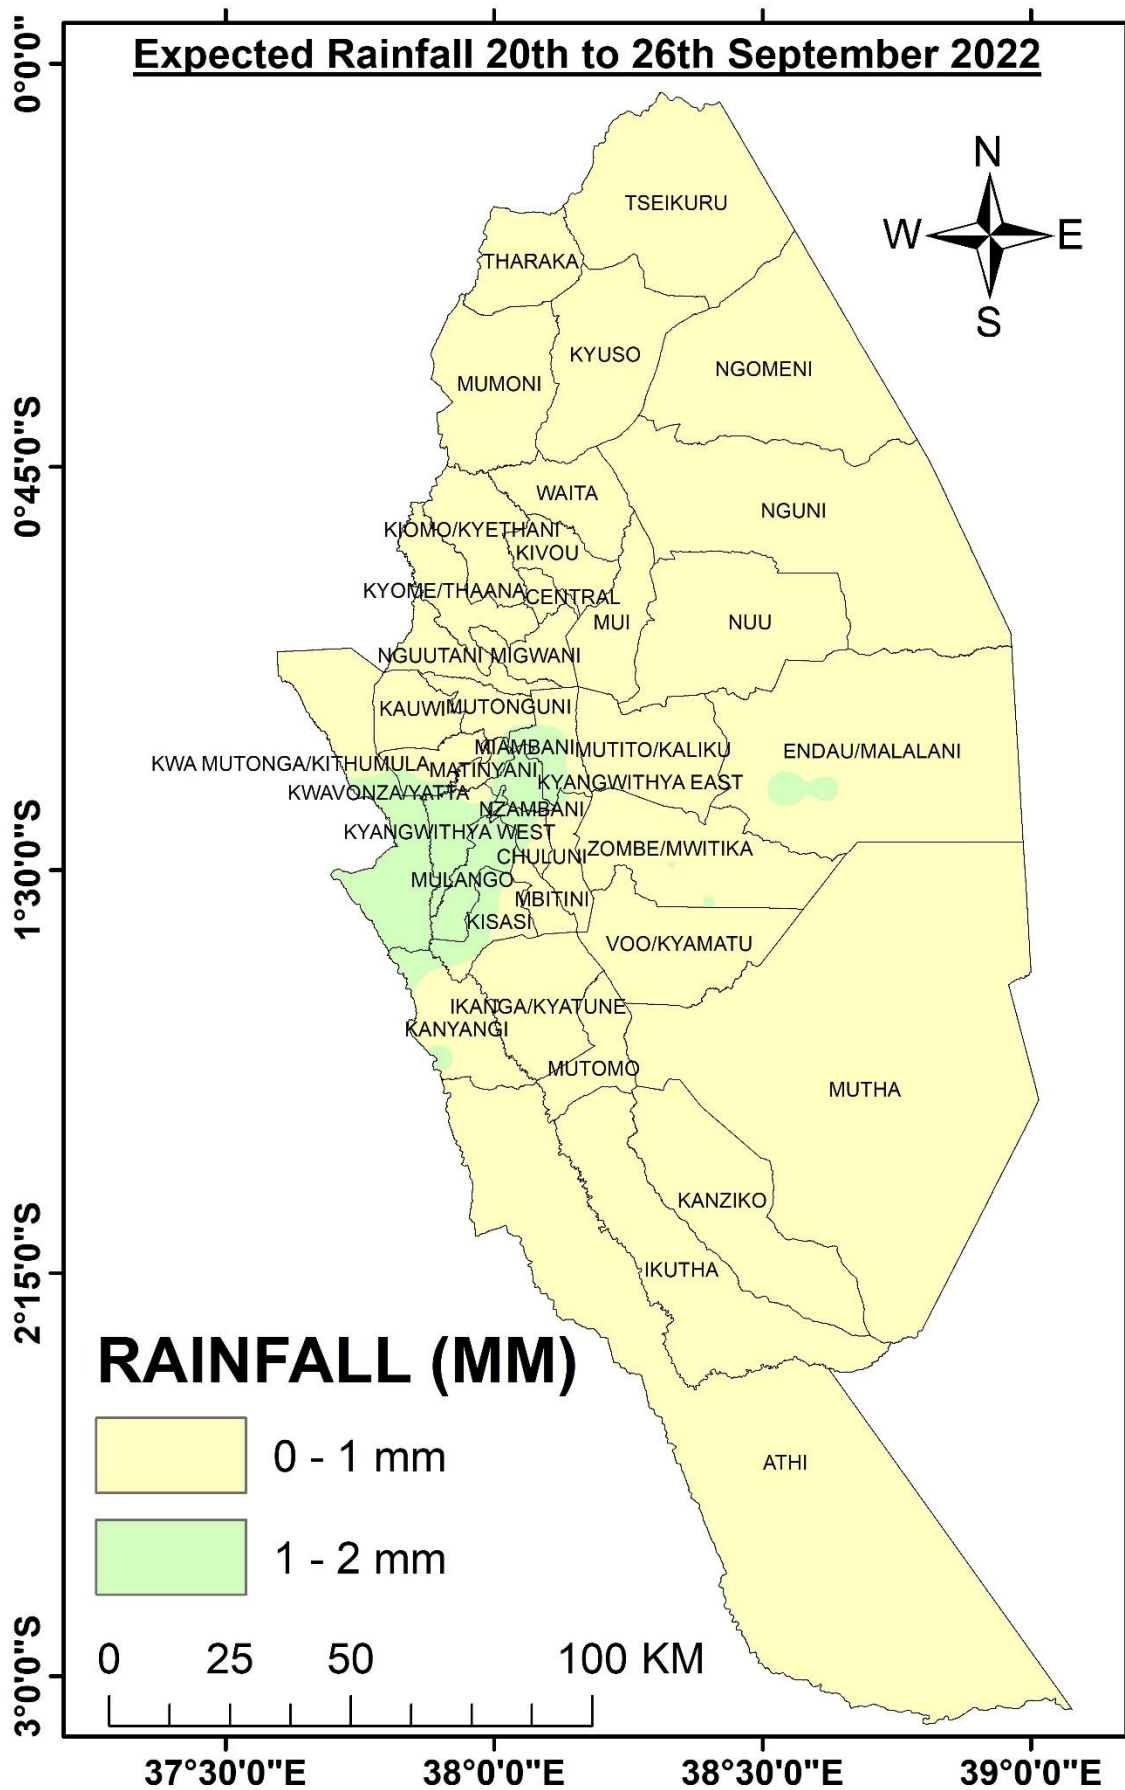 Expected Rainfall 20th to 26th September 2022
0°0'0"
N
W
E
S
TSEIKURU
THARAKA
KYUSO
NGOMENI
MUMONI
0°45'0"S
WAITA
NGUNI
KIOMO/KYETHANI
KIVOU
KYOME/THAANA
CENTRAL
MUI
NUU
NGUUTANI
MIGWANI
KAUWI
MUTONGUNI
MIAMBANI
MUTITO/KALIKU
ENDAU/MALALANI
KWA MUTONGA/KITHUMULA
MATINYANI
KYANGWITHYA EAST
KWAVONZA/YATTA
NZAMBANI
KYANGWITHYA WEST
CHULUNI
ZOMBE/MWITIKA
1°30'0"S
MULANGO
MBITINI
KISASI
VOO/KYAMATU
IKANGA/KYATUNE
KANYANGI
MUTOMO
MUTHA
KANZIKO
2°15'0"S
IKUTHA
RAINFALL (MM)
0 - 1 mm
ATHI
1 - 2 mm
0 25 50 100 KM
3°0'0"S
37°30'0"E 38°0'0"E 38°30'0"E 39°0'0"E